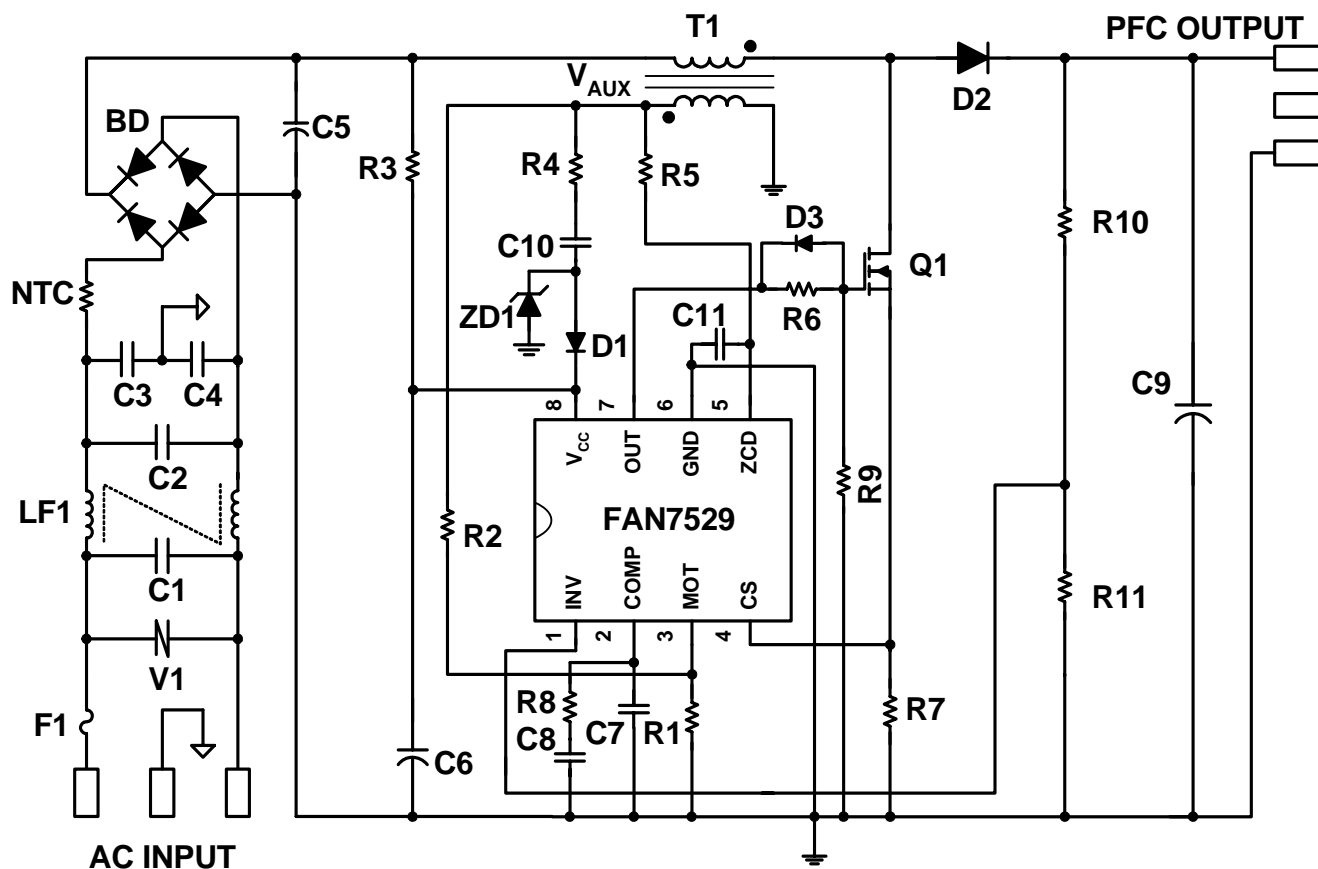 T1
PFC OUTPUT
VAUX
D2
BD
C5
R3
R4
R5
D3
R10
C10
Q1
NTC
ZD1
R6
C11
D1
C3
C4
C9
8
7
6
5
VCC
OUT
GND
ZCD
C2
R9
LF1
FAN7529
R2
C1
INV
COMP
MOT
CS
R11
1
2
3
4
V1
R8
R7
F1
C8
C7
R1
C6
AC INPUT